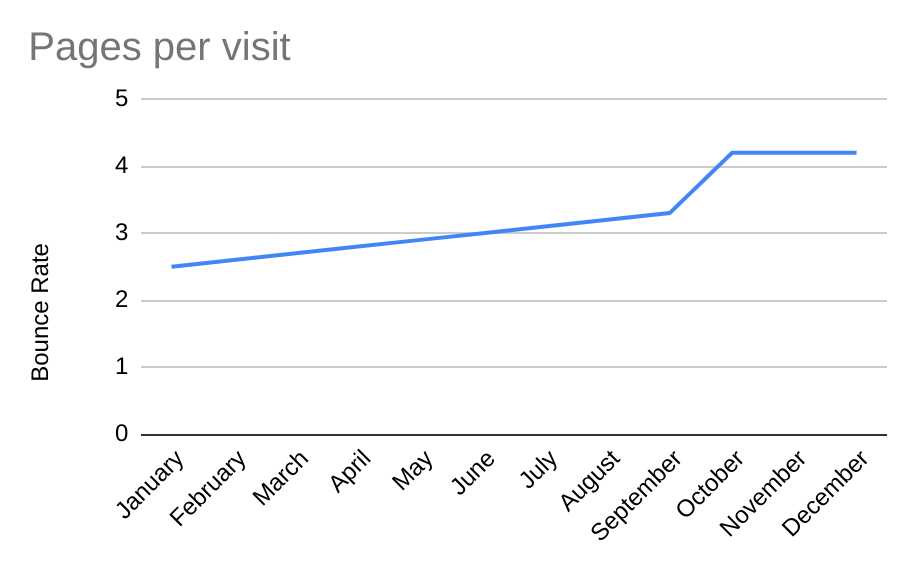 Pages per visit
5
4
3
2
1
0
Bounce Rate
January
February
March
April
May
June
July
August
September
October
November
December